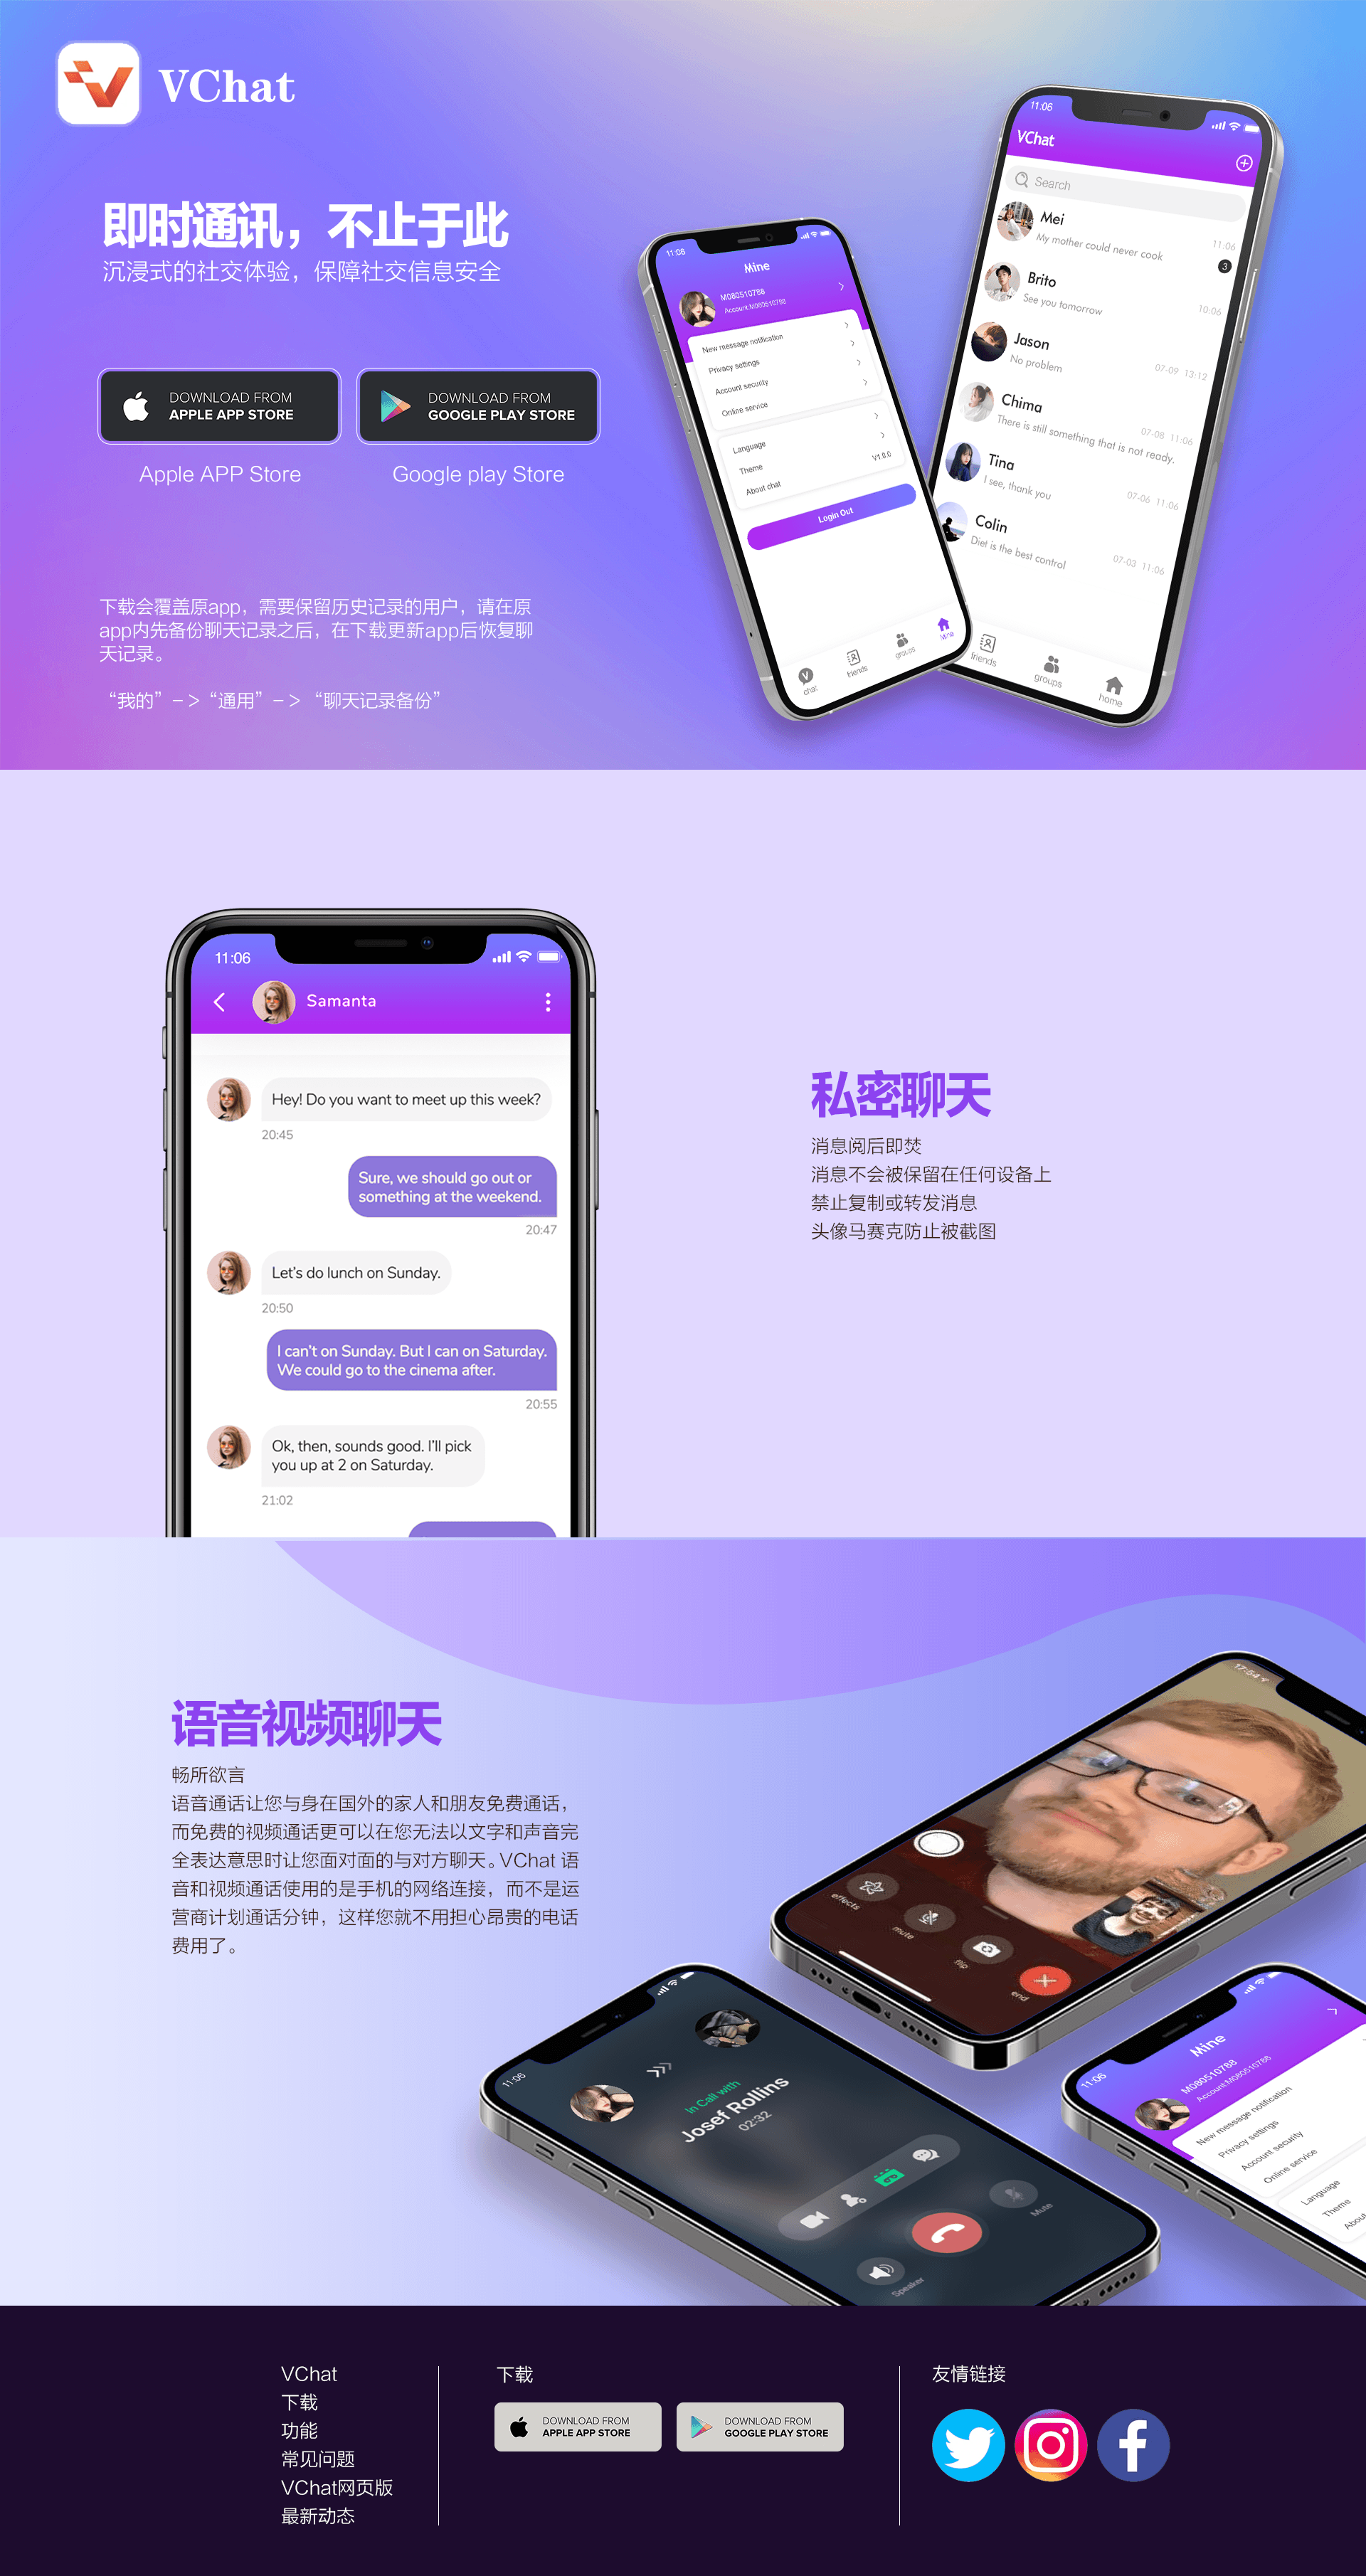 VChat
即时通讯，不止于此
沉浸式的社交体验，保障社交信息安全
DOWNLOAD FROM
APPLE APP STORE
Apple APP Store
DOWNLOAD FROM
GOOGLE PLAY STORE
Google play Store
下载会覆盖原app，需要保留历史记录的用户，请在原
app内先备份聊天记录之后，在下载更新app后恢复聊
天记录。
“我的”->“通用”-> “聊天记录备份”
11:06
Mine
M080510788
Account:M080510788
New message notification
Privacy settings
Account security
Online service
Language
Theme
About chat
V1.8.0
Login Out
chat
friends
groups
Mine
11:06
VChat
Search
Mei
My mother could never cook
11:06
3
Brito
See you tomorrow
10:06
Jason
No problem
07-09 13:12
Chima
There is still something that is not ready,
07-08 11:06
Tina
I see, thank you
07-06 11:06
Colin
Diet is the best control
07-03 11:06
friends
groups
home
11:06
Samanta
Hey! Do you want to meet up this week?
20:45
Sure, we should go out or
something at the weekend.
20:47
Let's do lunch on Sunday.
20:50
I can't on Sunday. But I can on Saturday.
We could go to the cinema after.
20:55
Ok, then, sounds good. I'll pick
you up at 2 on Saturday.
21:02
私密聊天
消息阅后即焚
消息不会被保留在任何设备上
禁止复制或转发消息
头像马赛克防止被截图
语音视频聊天
畅所欲言
语音通话让您与身在国外的家人和朋友免费通话，
而免费的视频通话更可以在您无法以文字和声音完
全表达意思时让您面对面的与对方聊天。VChat 语
音和视频通话使用的是手机的网络连接，而不是运
营商计划通话分钟，这样您就不用担心昂贵的电话
费用了。
17:54
effects
mute
flip
end
11:06
In Call with
Josef Rollins
02:32
Mute
Speaker
11:06
Mine
M080510788
Account:M080510788
New message notification
Privacy settings
Account security
Online service
Language
Theme
About
VChat
下载
功能
常见问题
VChat网页版
最新动态
下载
DOWNLOAD FROM
APPLE APP STORE
DOWNLOAD FROM
GOOGLE PLAY STORE
友情链接